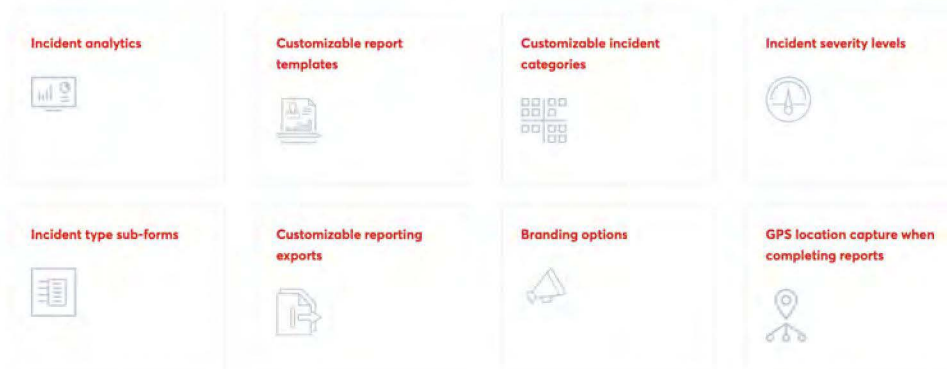 Incident analytics
Customizable report
templates
Customizable incident
categories
Incident severity levels
Incident type sub-forms
Customizable reporting
exports
Branding options
GPS location capture when
completing reports